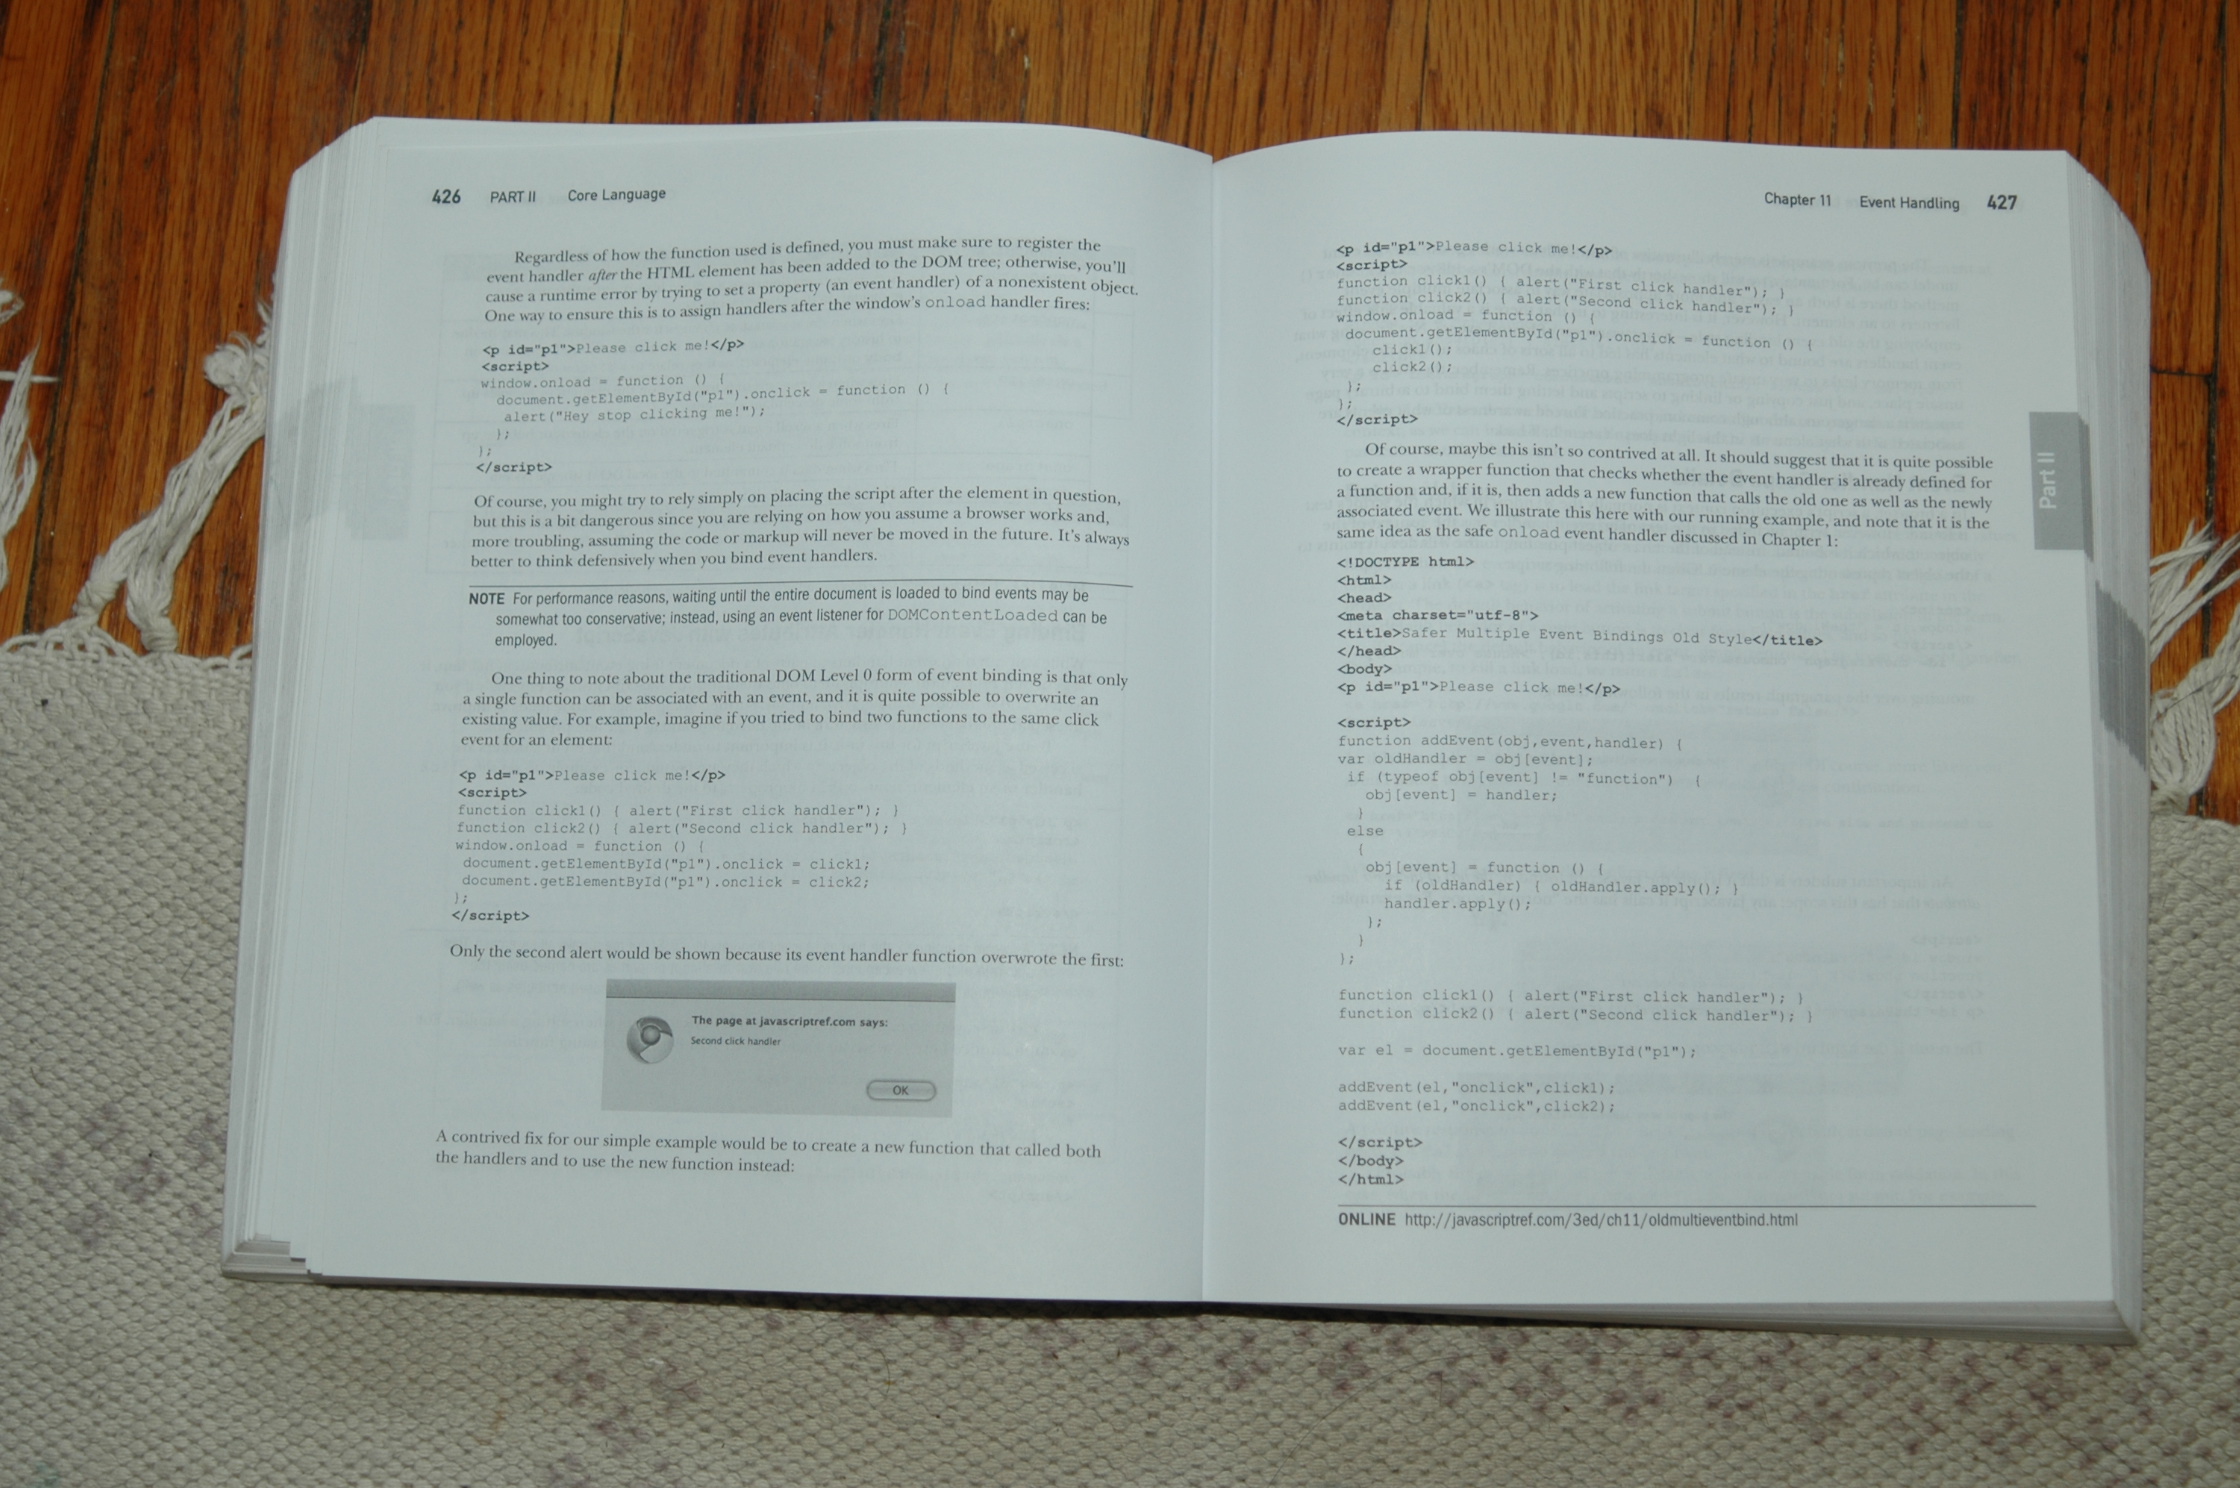 426 PART II Core Language
Regardless of how the function used is defined, you must make sure to register the
event handler after the HTML element has been added to the DOM tree; otherwise, you'll
cause a runtime error by trying to set a property (an event handler) of a nonexistent object.
One way to ensure this is to assign handlers after the window's onload handler fires:
<p id="p1">Please click me!</p>
<script>
window.onload = function () {
document.getElementById("p1").onclick = function () {
alert("Hey stop clicking me!");
};
};
</script>
Of course, you might try to rely simply on placing the script after the element in question,
but this is a bit dangerous since you are relying on how you assume a browser works and,
more troubling, assuming the code or markup will never be moved in the future. It's always
better to think defensively when you bind event handlers.
NOTE For performance reasons, waiting until the entire document is loaded to bind events may be
somewhat too conservative; instead, using an event listener for DOMContentLoaded can be
employed.
One thing to note about the traditional DOM Level 0 form of event binding is that only
a single function can be associated with an event, and it is quite possible to overwrite an
existing value. For example, imagine if you tried to bind two functions to the same click
event for an element:
<p id="p1">Please click me!</p>
<script>
function click1() { alert("First click handler"); }
function click2() { alert("Second click handler"); }
window.onload = function () {
document.getElementById("p1").onclick = click1;
document.getElementById("p1").onclick = click2;
};
</script>
Only the second alert would be shown because its event handler function overwrote the first:
The page at javascriptref.com says:
Second click handler
OK
A contrived fix for our simple example would be to create a new function that called both
the handlers and to use the new function instead:
Chapter 11 Event Handling 427
<p id="p1">Please click me!</p>
<script>
function click1() { alert("First click handler"); }
function click2() { alert("Second click handler"); }
window.onload = function () {
document.getElementById("p1").onclick = function () {
click1();
click2();
};
};
</script>
Part II
Of course, maybe this isn't so contrived at all. It should suggest that it is quite possible
to create a wrapper function that checks whether the event handler is already defined for
a function and, if it is, then adds a new function that calls the old one as well as the newly
associated event. We illustrate this here with our running example, and note that it is the
same idea as the safe onload event handler discussed in Chapter 1:
<!DOCTYPE html>
<html>
<head>
<meta charset="utf-8">
<title>Safer Multiple Event Bindings Old Style</title>
</head>
<body>
<p id="p1">Please click me!</p>
<script>
function addEvent(obj,event,handler) {
var oldHandler = obj[event];
if (typeof obj[event] != "function") {
obj[event] = handler;
}
else
{
obj[event] = function () {
if (oldHandler) { oldHandler.apply(); }
handler.apply();
};
}
};
function click1() { alert("First click handler"); }
function click2() { alert("Second click handler"); }
var el = document.getElementById("p1");
addEvent(el,"onclick",click1);
addEvent(el,"onclick",click2);
</script>
</body>
</html>
ONLINE http://javascriptref.com/3ed/ch11/oldmultieventbind.html